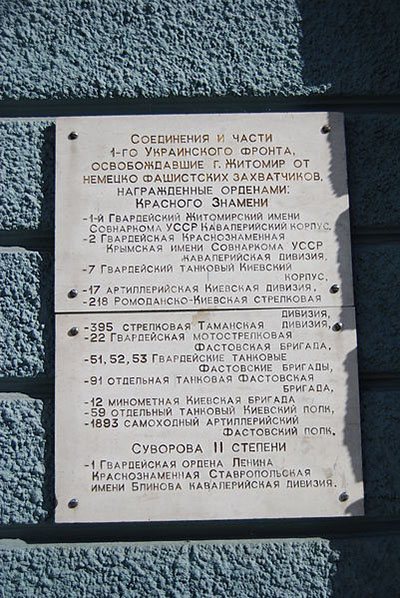 Соединения и части
1-го Украинского фронта,
освобождавшие г. Житомир от
немецко фашистских захватчиков,
награжденные орденами:
Красного Знамени
-1-й Гвардейский Житомирский имени
Совнаркома УССР Кавалерийский корпус.
-2 Гвардейская Краснознаменная
Крымская имени Совнаркома УССР
кавалерийская дивизия.
-7 Гвардейский танковый Киевский
корпус.
-17 артиллерийская Киевская дивизия.
-218 Ромоданско-Киевская стрелковая
дивизия.
-395 стрелковая Таманская дивизия.
-22 Гвардейская мотострелковая
Фастовская бригада.
-51, 52, 53 Гвардейские танковые
Фастовские бригады,
-91 отдельная танковая Фастовская
бригада,
-12 минометная Киевская бригада
-59 отдельный танковый Киевский полк,
-1893 самоходный артиллерийский
Фастовский полк.
Суворова II степени
-1 Гвардейская ордена Ленина
Краснознаменная Ставропольская
имени Блинова кавалерийская дивизия.